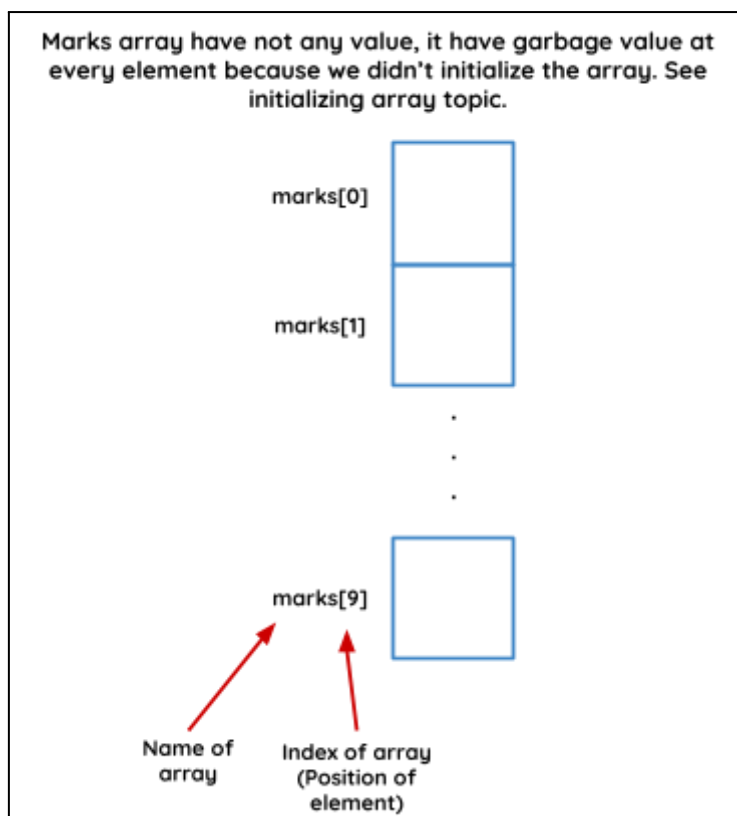 Marks array have not any value, it have garbage value at
every element because we didn't initialize the array. See
initializing array topic.
marks[0]
marks[1]
marks[9]
Name of
array
Index of array
(Position of
element)